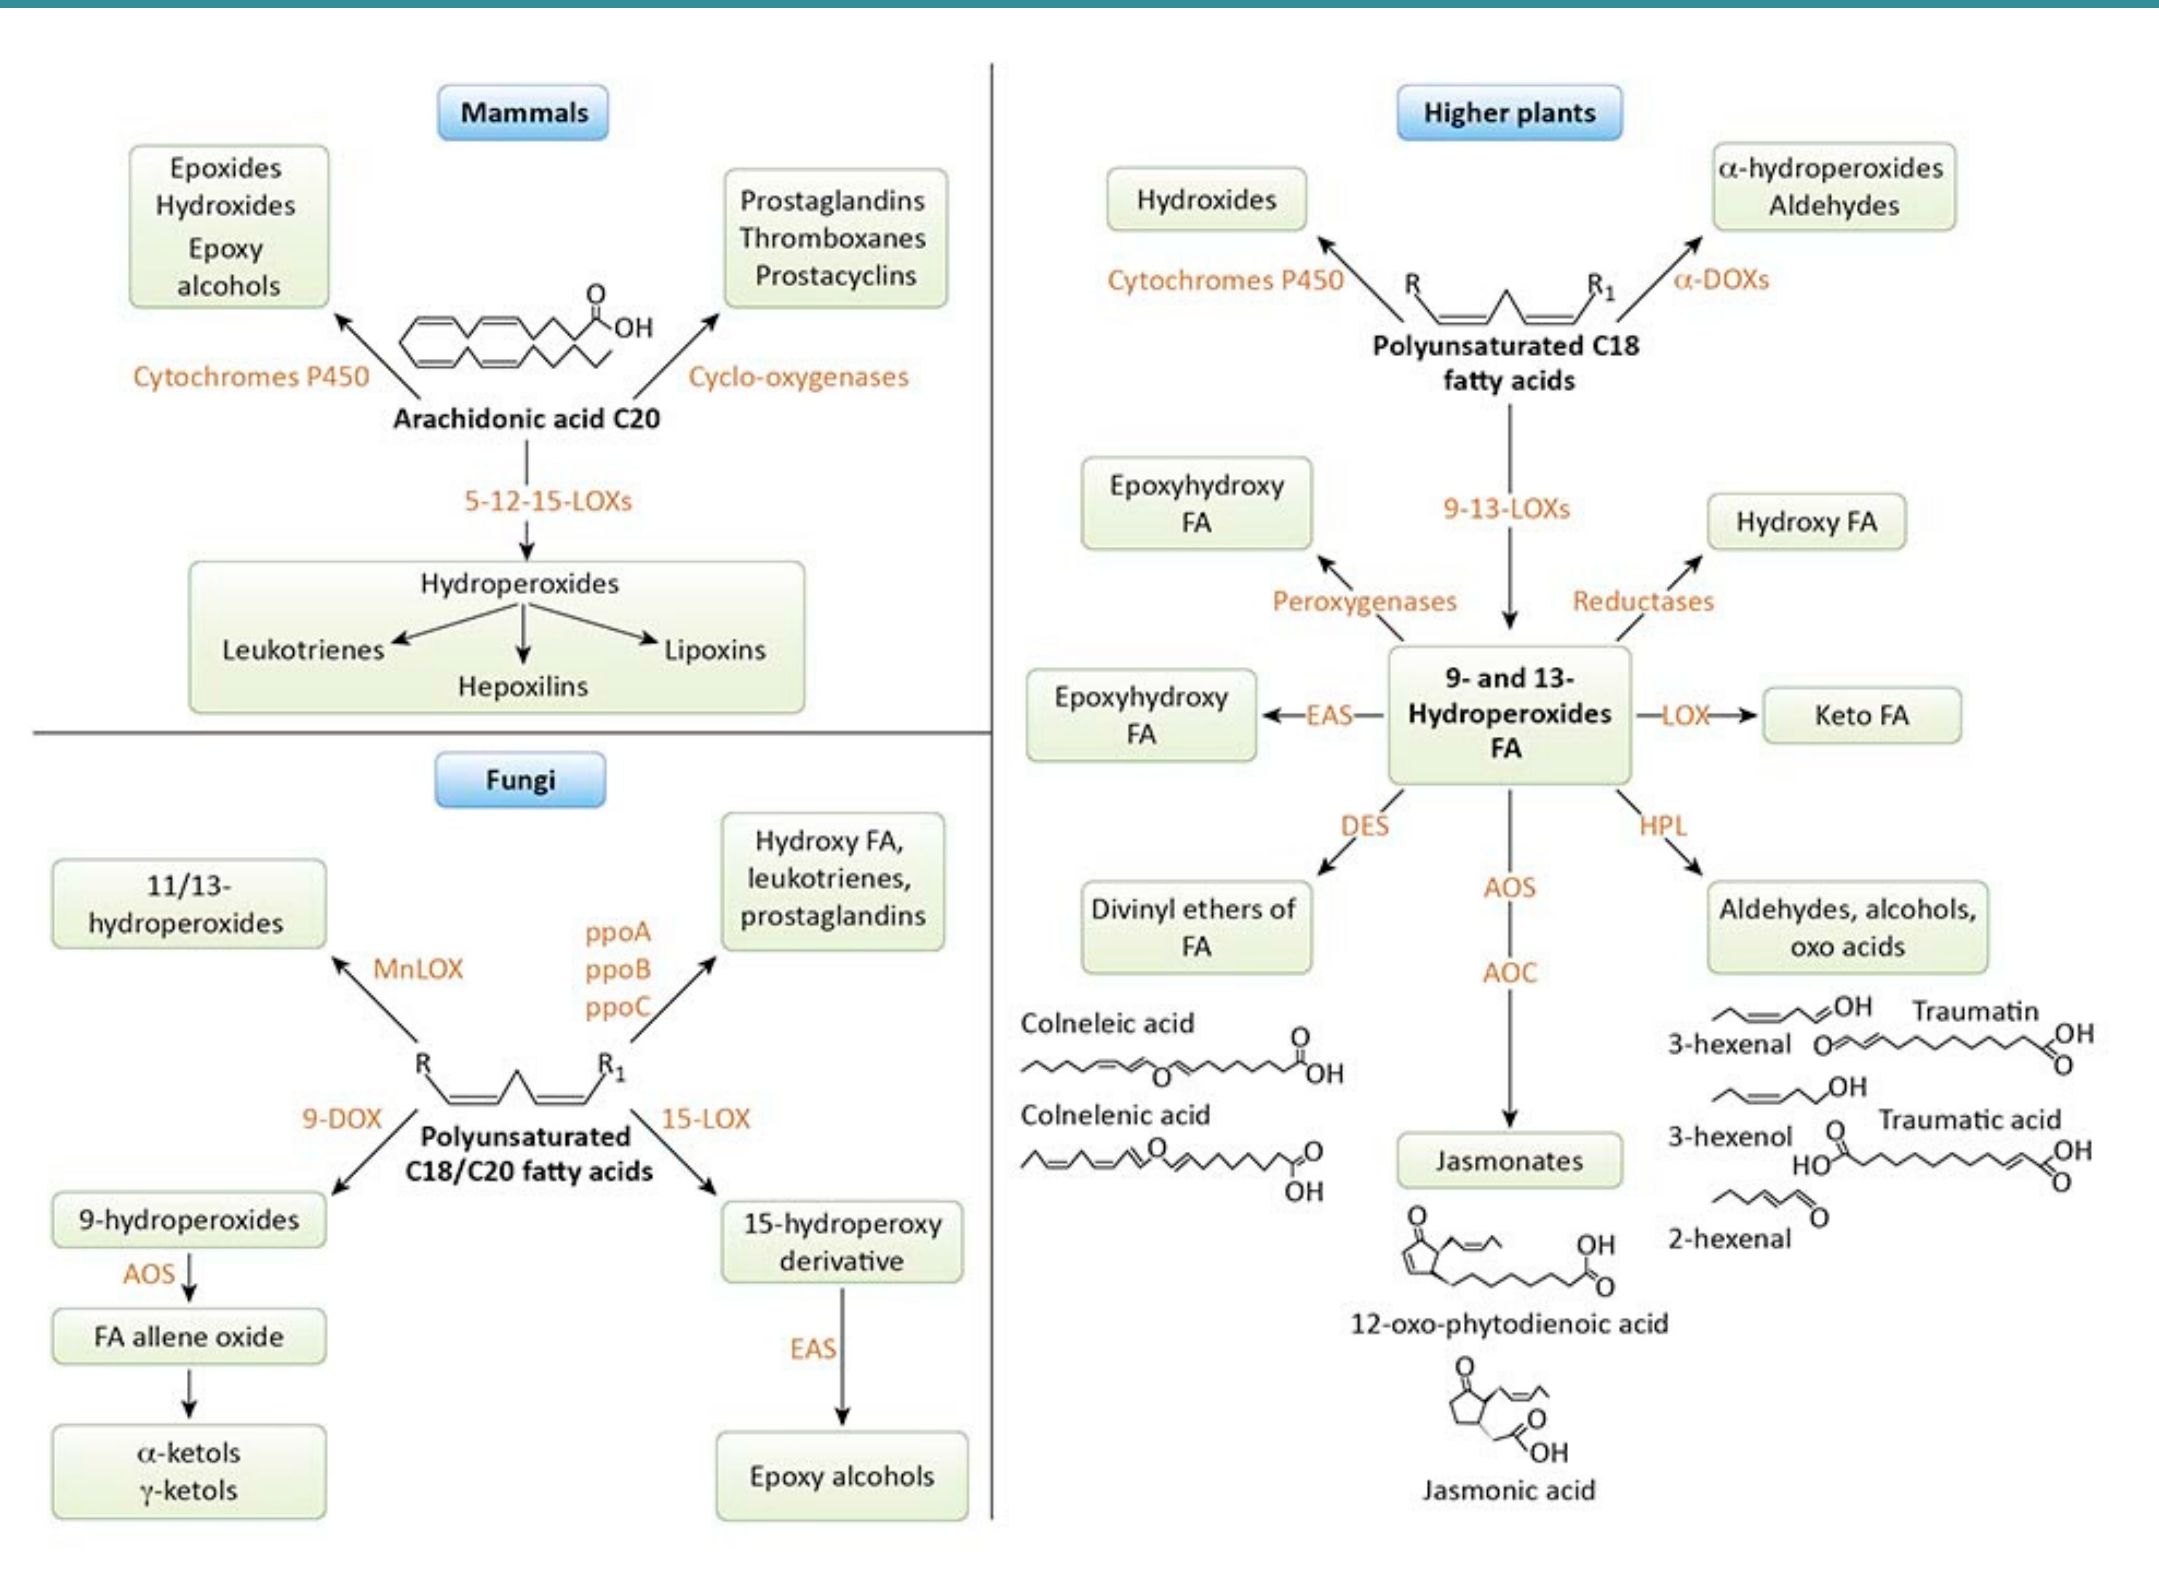 Mammals
Epoxides
Hydroxides
Epoxy
alcohols
Prostaglandins
Thromboxanes
Prostacyclins
O
OH
Cytochromes P450
Cyclo-oxygenases
Arachidonic acid C20
5-12-15-LOXs
Hydroperoxides
Leukotrienes
Lipoxins
Hepoxilins
Fungi
11/13-
hydroperoxides
Hydroxy FA,
leukotrienes,
prostaglandins
MnLOX
ppoA
ppoB
ppoC
R
R1
9-DOX
15-LOX
Polyunsaturated
C18/C20 fatty acids
9-hydroperoxides
15-hydroperoxy
derivative
AOS
FA allene oxide
EAS
α-ketols
γ-ketols
Epoxy alcohols
Higher plants
Hydroxides
α-hydroperoxides
Aldehydes
Cytochromes P450
α-DOXs
R
R1
Polyunsaturated C18
fatty acids
9-13-LOXs
Epoxyhydroxy
FA
Hydroxy FA
Peroxygenases
Reductases
Epoxyhydroxy
FA
EAS
9- and 13-
Hydroperoxides
FA
LOX
Keto FA
DES
AOS
HPL
Divinyl ethers of
FA
AOC
Aldehydes, alcohols,
oxo acids
Colneleic acid
O
O
OH
Colnelenic acid
O
O
OH
Jasmonates
O
OH
O
12-oxo-phytodienoic acid
O
O
OH
Jasmonic acid
OH
Traumatin
3-hexenal
O
OH
O
OH
3-hexenol
Traumatic acid
O
HO
OH
O
O
2-hexenal